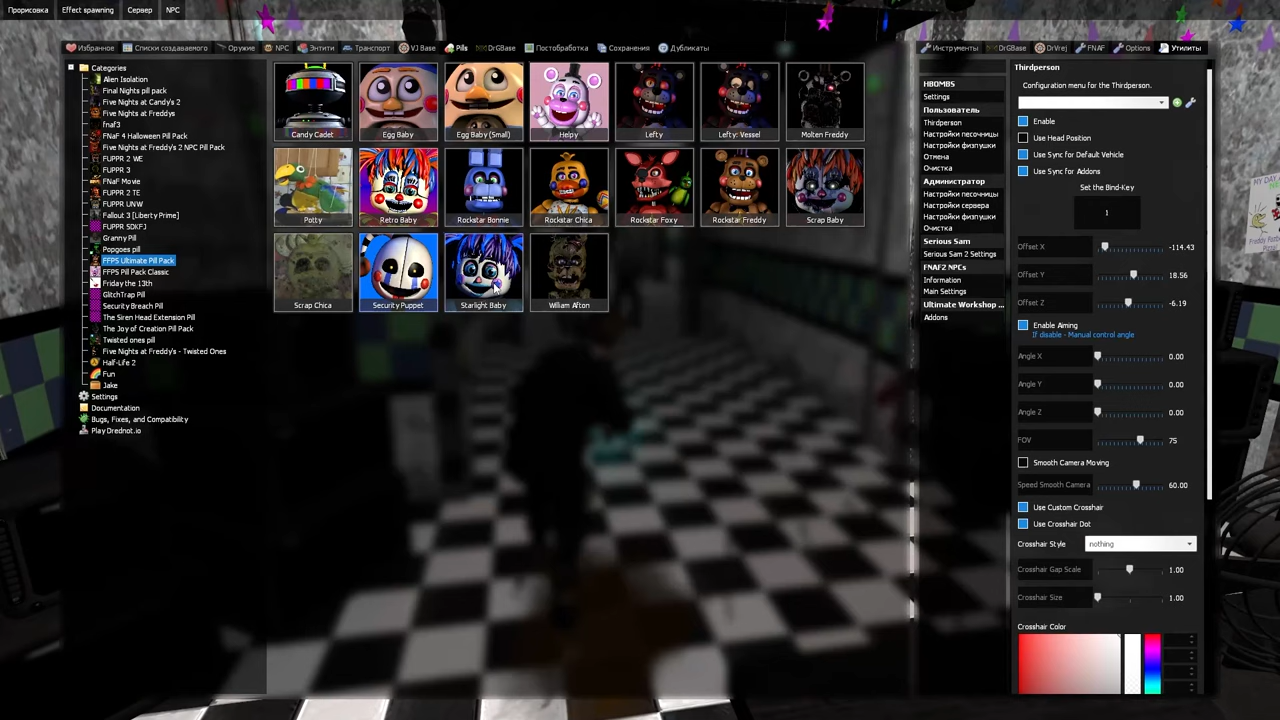 Прорисовка Effect spawning Сервер NPC
Избранное Списки создаваемого Оружие NPC Энтити Транспорт VJ Base Pills DrGBase Постобработка Сохранения Дубликаты
Categories
Alien Isolation
Final Nights pill pack
Five Nights at Candy's 2
Five Nights at Freddys
fnaf3
FNAF 4 Halloween Pill Pack
Five Nights at Freddy's 2 NPC Pill Pack
FUPPR 2 WE
FUPPR 3
FNaF Movie
FUPPR 2 TE
FUPPR UNW
Fallout 3 [Liberty Prime]
FUPPR SDKFJ
Granny Pill
Popgoes pill
FFPS Ultimate Pill Pack
FFPS Pill Pack Classic
Friday the 13th
GlitchTrap Pill
Security Breach Pill
The Siren Head Extension Pill
The Joy of Creation Pill Pack
Twisted ones pill
Five Nights at Freddy's - Twisted Ones
Half-Life 2
Fun
Jake
Settings
Documentation
Bugs, Fixes, and Compatibility
Play Drednot.io
Candy Cadet
Egg Baby
Egg Baby (Small)
Helpy
Lefty
Lefty: Vessel
Molten Freddy
Potty
Retro Baby
Rockstar Bonnie
Rockstar Chica
Rockstar Foxy
Rockstar Freddy
Scrap Baby
Scrap Chica
Security Puppet
Starlight Baby
William Afton
Инструменты DrGBase DrVrej FNAF Options Утилиты
HBOMBS
Settings
Пользователь
Thirdperson
Настройки песочницы
Настройки физпушки
Отмена
Очистка
Администратор
Настройки песочницы
Настройки сервера
Настройки физпушки
Очистка
Serious Sam
Serious Sam 2 Settings
FNAF2 NPCs
Information
Main Settings
Ultimate Workshop ...
Addons
Thirdperson
Configuration menu for the Thirdperson.
Enable
Use Head Position
Use Sync for Default Vehicle
Use Sync for Addons
Set the Bind-Key
1
Offset X -114.43
Offset Y 18.56
Offset Z -6.19
Enable Aiming
If disable - Manual control angle
Angle X 0.00
Angle Y 0.00
Angle Z 0.00
FOV 75
Smooth Camera Moving
Speed Smooth Camera 60.00
Use Custom Crosshair
Use Crosshair Dot
Crosshair Style nothing
Crosshair Gap Scale 1.00
Crosshair Size 1.00
Crosshair Color